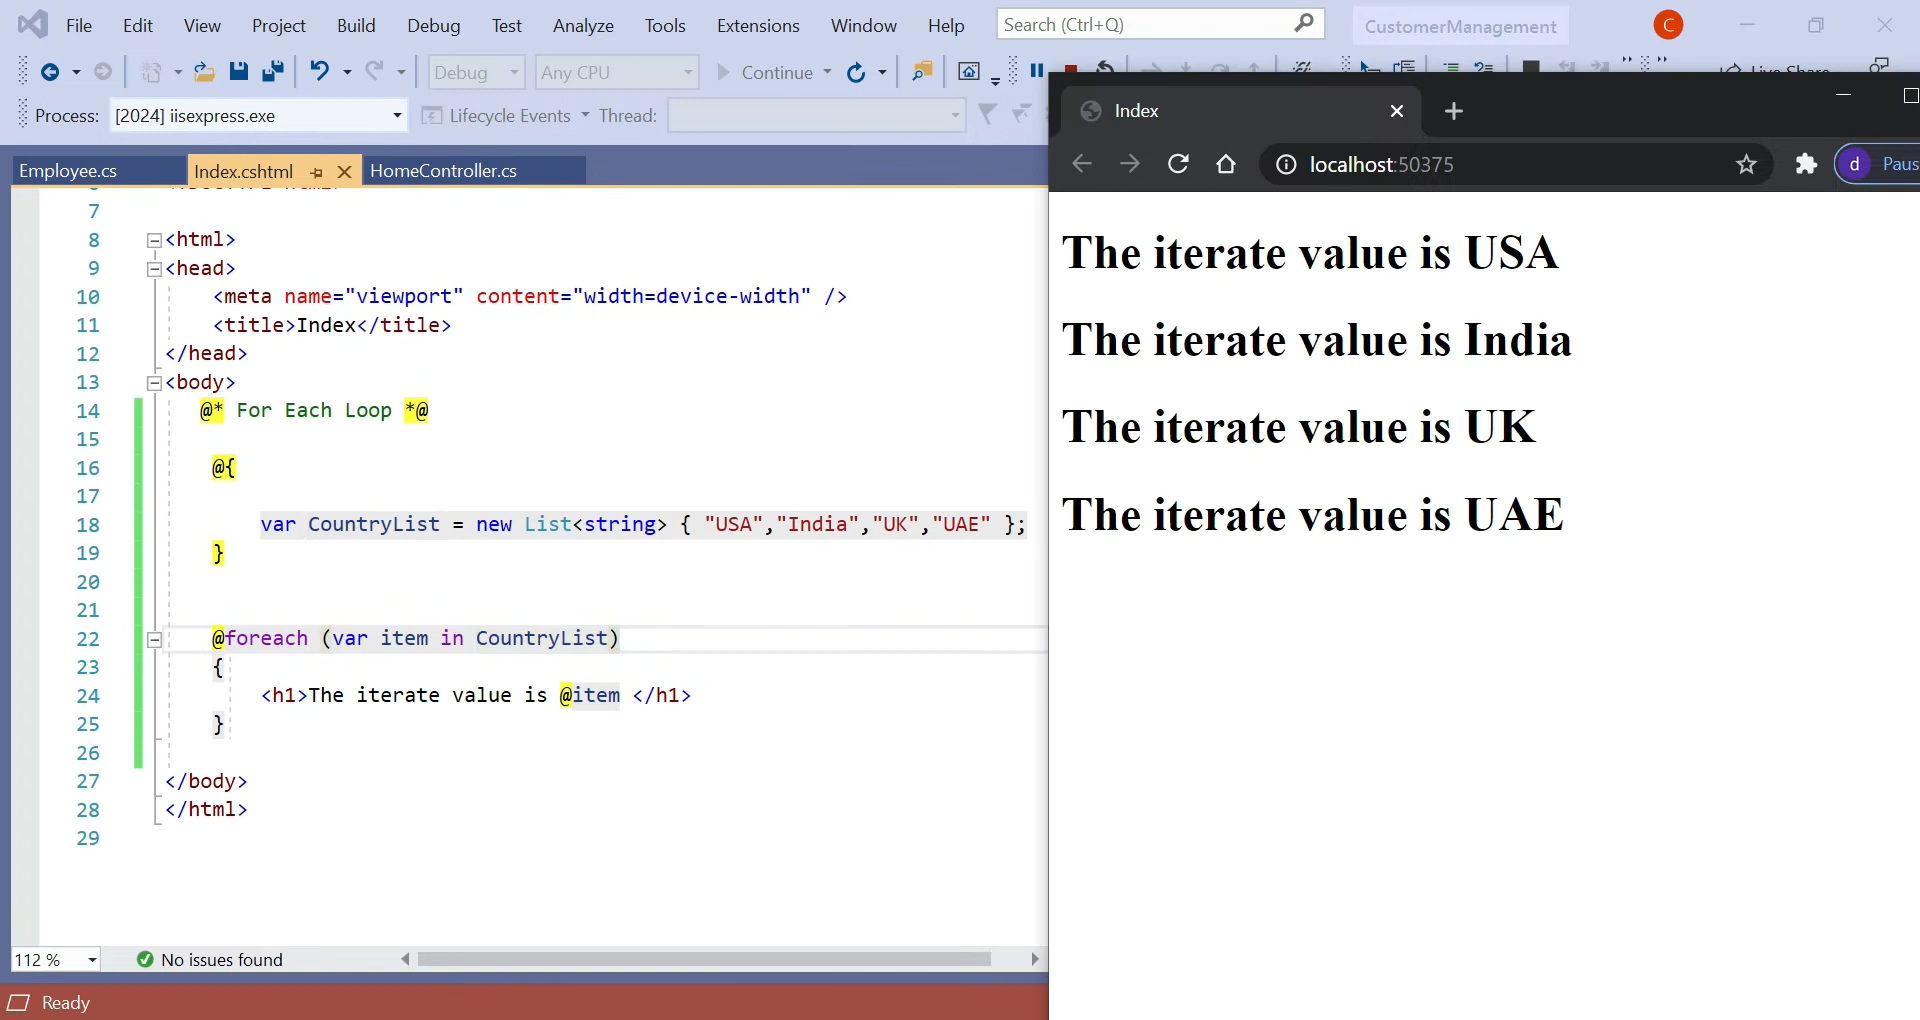 File Edit View Project Build Debug Test Analyze Tools Extensions Window Help Search (Ctrl+Q) CustomerManagement C
Debug Any CPU Continue Live Share
Process: [2024] iisexpress.exe Lifecycle Events Thread:
Employee.cs Index.cshtml HomeController.cs
7
8 <html>
9 <head>
10 <meta name="viewport" content="width=device-width" />
11 <title>Index</title>
12 </head>
13 <body>
14 @* For Each Loop *@
15
16 @{
17
18 var CountryList = new List<string> { "USA","India","UK","UAE" };
19 }
20
21
22 @foreach (var item in CountryList)
23 {
24 <h1>The iterate value is @item </h1>
25 }
26
27 </body>
28 </html>
29
112 % No issues found
Ready
Index
localhost:50375 d Paus
The iterate value is USA
The iterate value is India
The iterate value is UK
The iterate value is UAE